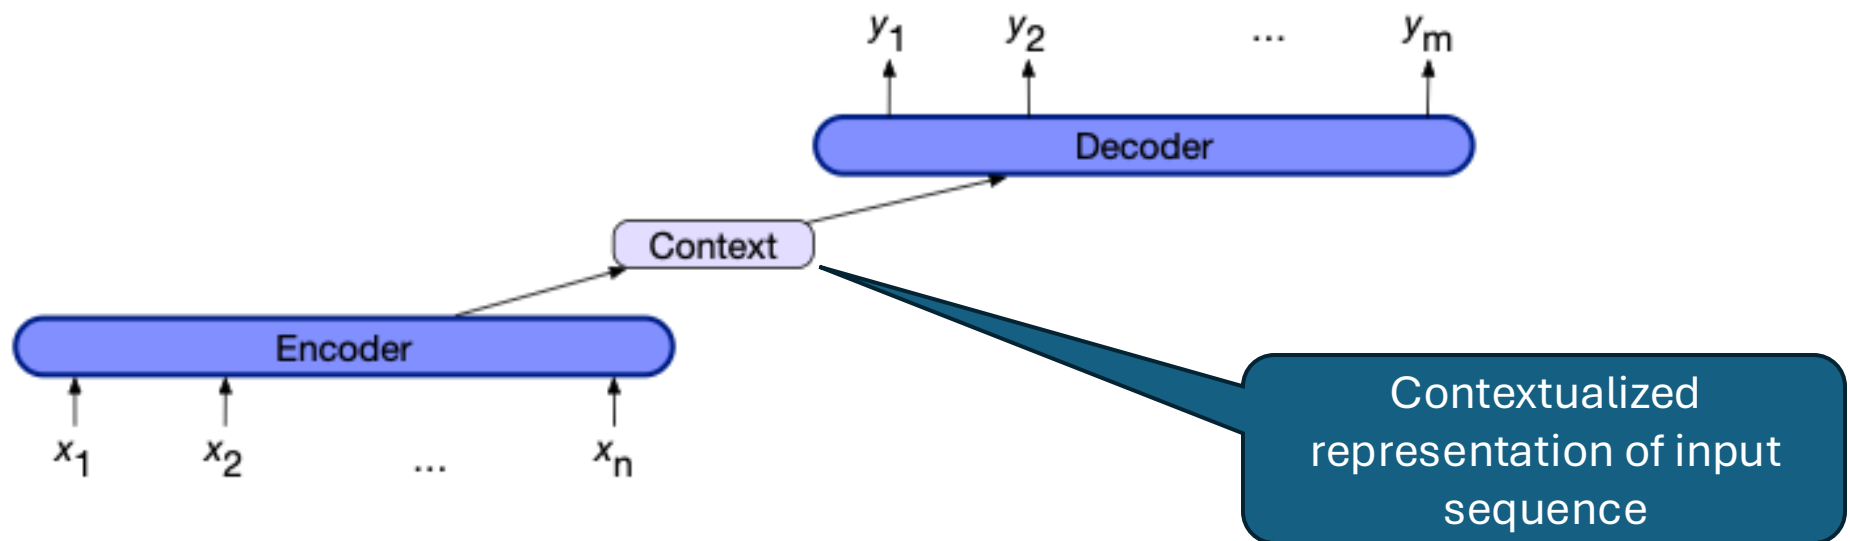 y1 y2 ... ym
Decoder
Context
Encoder
x1 x2 ... xn
Contextualized
representation of input
sequence